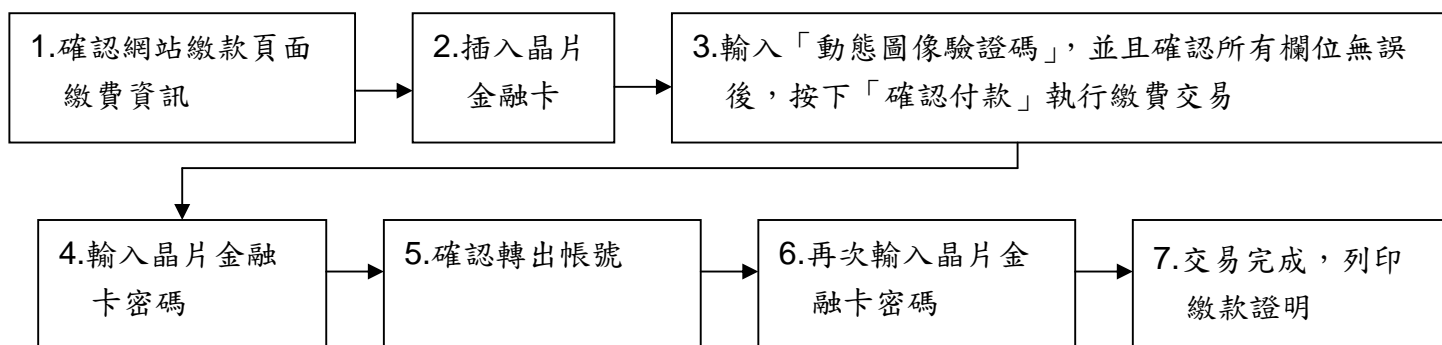 1.確認網站繳款頁面
繳費資訊
2.插入晶片
金融卡
3.輸入「動態圖像驗證碼」,並且確認所有欄位無誤
後,按下「確認付款」執行繳費交易
4.輸入晶片金融
卡密碼
5.確認轉出帳號
6.再次輸入晶片金
融卡密碼
7.交易完成,列印
繳款證明